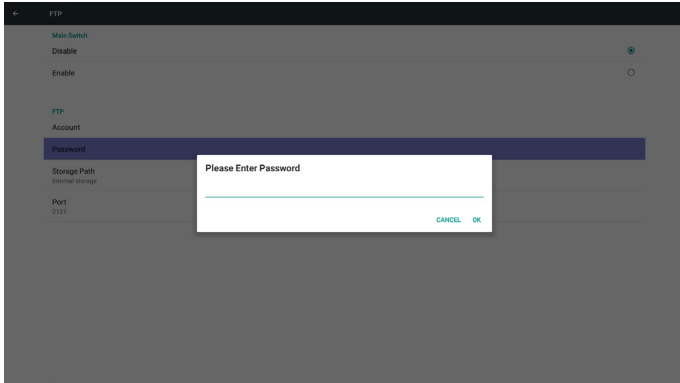 FTP
Main Switch
Disable
Enable
FTP
Account
Password
Storage Path
Internal storage
Port
2121
Please Enter Password
CANCEL OK